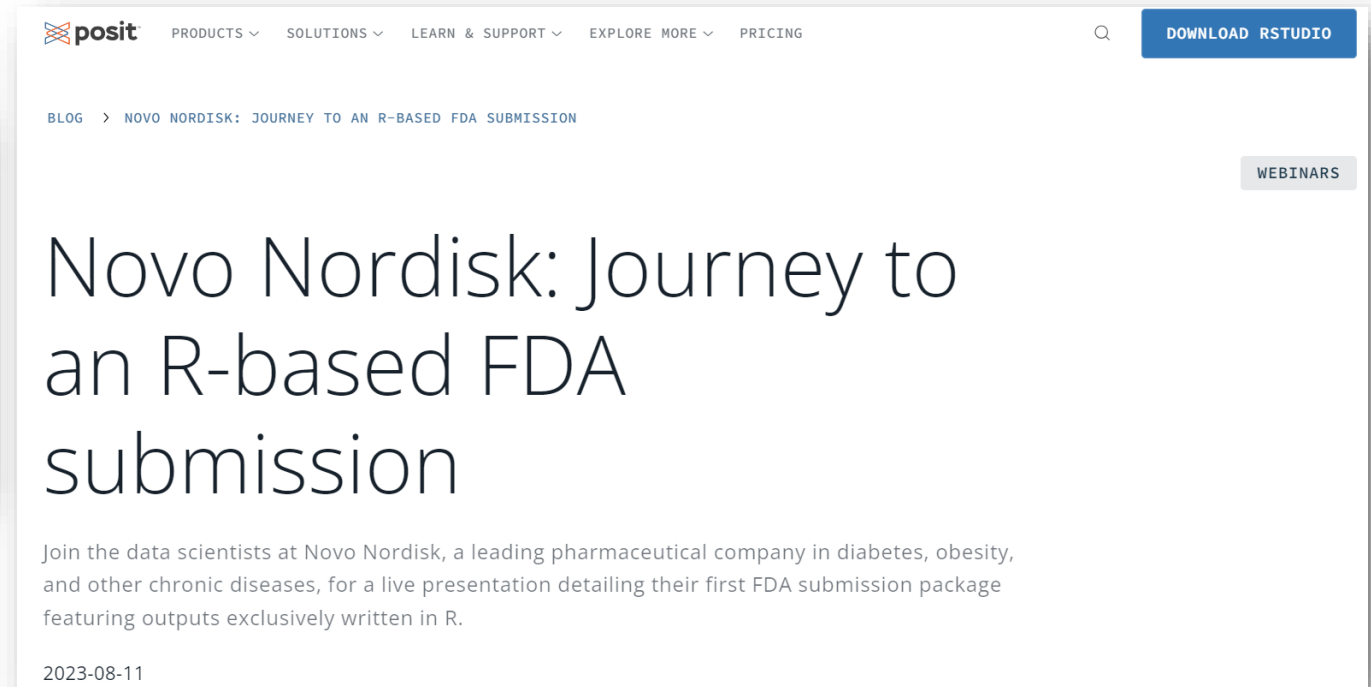 posit
PRODUCTS
SOLUTIONS
LEARN & SUPPORT
EXPLORE MORE
PRICING
DOWNLOAD RSTUDIO
BLOG > NOVO NORDISK: JOURNEY TO AN R-BASED FDA SUBMISSION
WEBINARS
Novo Nordisk: Journey to
an R-based FDA
submission
Join the data scientists at Novo Nordisk, a leading pharmaceutical company in diabetes, obesity,
and other chronic diseases, for a live presentation detailing their first FDA submission package
featuring outputs exclusively written in R.
2023-08-11